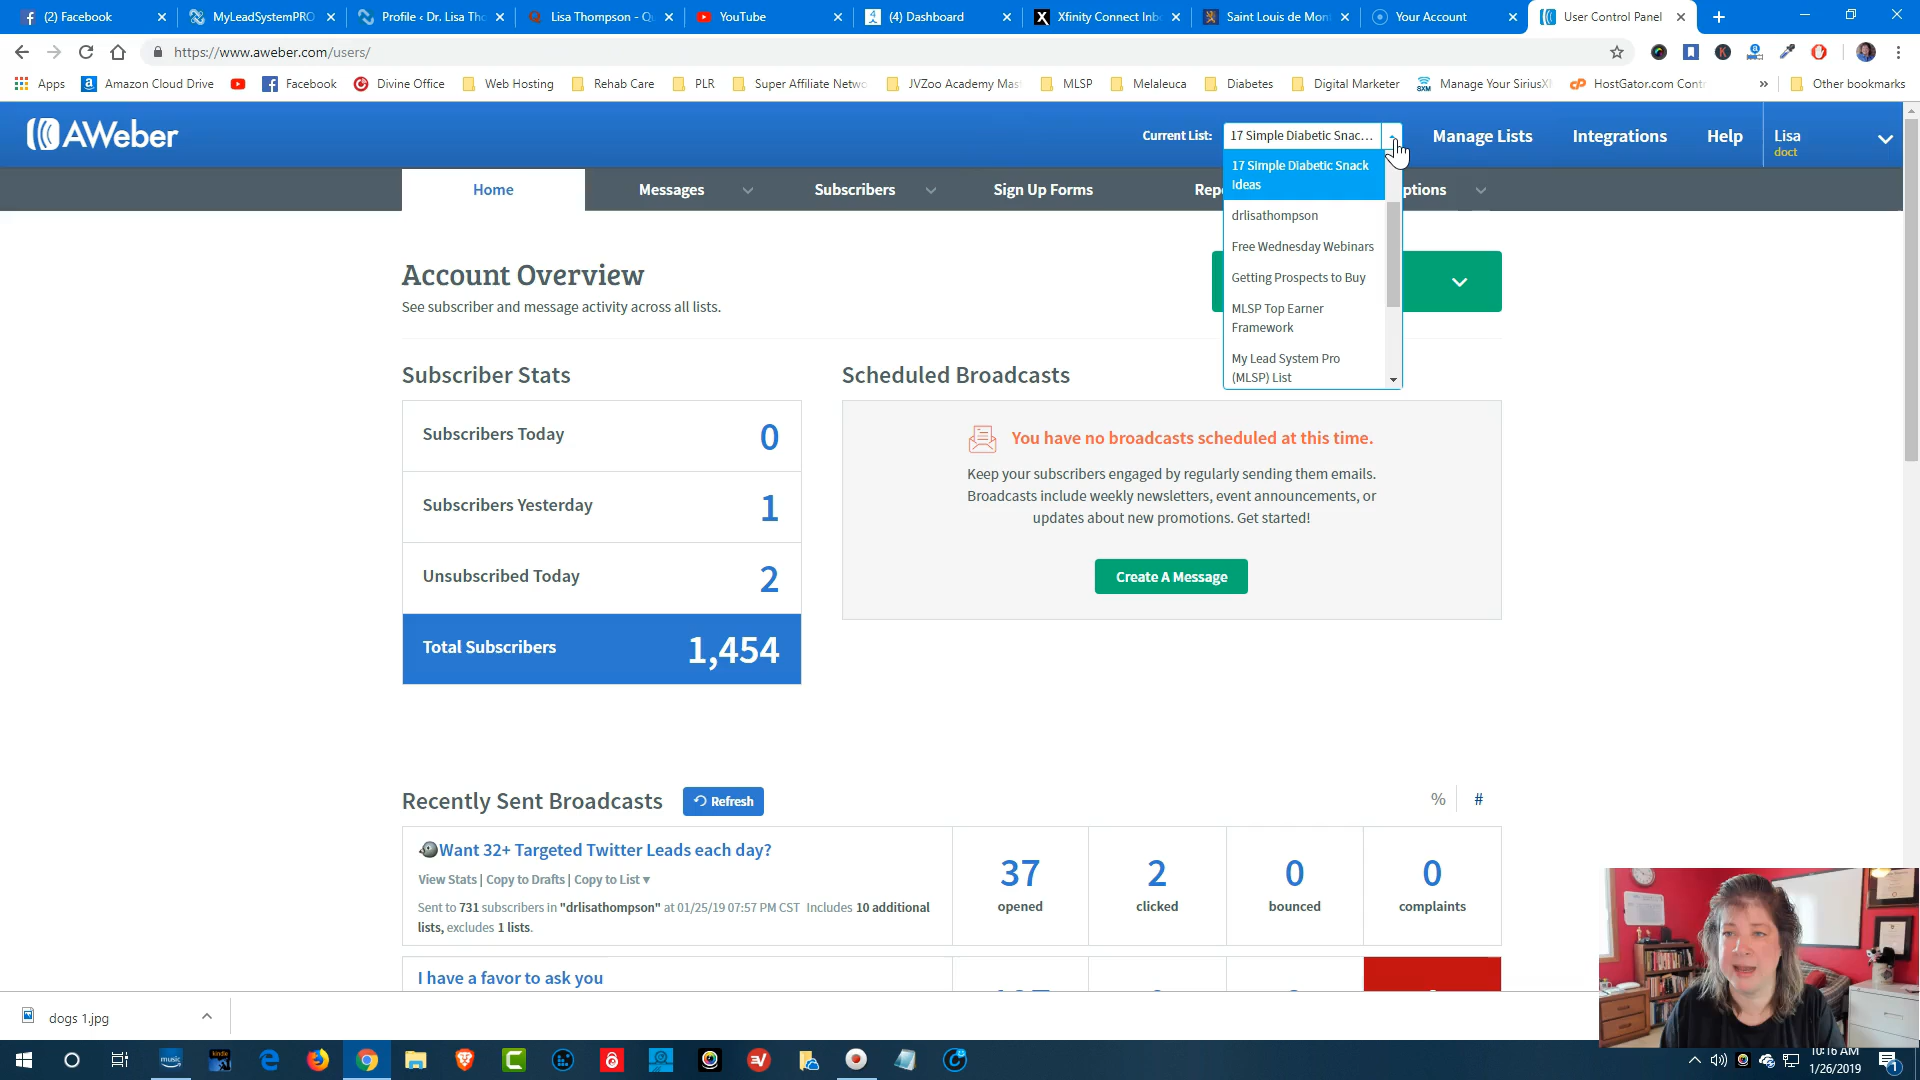 (2) Facebook
MyLeadSystemPRO
Profile < Dr. Lisa Tho
Lisa Thompson - Qu
YouTube
(4) Dashboard
Xfinity Connect Inb
Saint Louis de Mont
Your Account
User Control Panel
https://www.aweber.com/users/
Apps
Amazon Cloud Drive
Facebook
Divine Office
Web Hosting
Rehab Care
PLR
Super Affiliate Netwo
JVZoo Academy Mas
MLSP
Melaleuca
Diabetes
Digital Marketer
Manage Your SiriusX
HostGator.com Cont
»
Other bookmarks
AWeber
Current List:
17 Simple Diabetic Snac...
Manage Lists
Integrations
Help
Lisa
doct
Home
Messages
Subscribers
Sign Up Forms
Rep
ptions
17 Simple Diabetic Snack
Ideas
drlisathompson
Free Wednesday Webinars
Getting Prospects to Buy
MLSP Top Earner
Framework
My Lead System Pro
(MLSP) List
Account Overview
See subscriber and message activity across all lists.
Subscriber Stats
Subscribers Today 0
Subscribers Yesterday 1
Unsubscribed Today 2
Total Subscribers 1,454
Scheduled Broadcasts
You have no broadcasts scheduled at this time.
Keep your subscribers engaged by regularly sending them emails.
Broadcasts include weekly newsletters, event announcements, or
updates about new promotions. Get started!
Create A Message
Recently Sent Broadcasts
Refresh
% #
Want 32+ Targeted Twitter Leads each day?
View Stats | Copy to Drafts | Copy to List ▾
Sent to 731 subscribers in "drlisathompson" at 01/25/19 07:57 PM CST Includes 10 additional
lists, excludes 1 lists.
37
opened
2
clicked
0
bounced
0
complaints
I have a favor to ask you
dogs 1.jpg
music
kindle
10:16 AM
1/26/2019
1